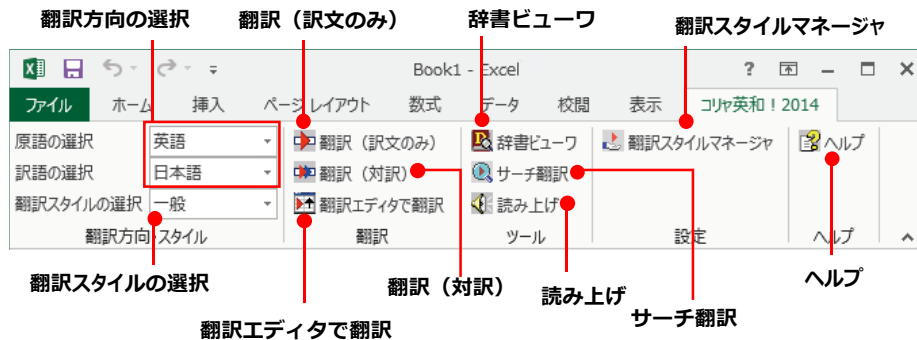 翻訳方向の選択 翻訳（訳文のみ） 辞書ビューワ 翻訳スタイルマネージャ
Book1 - Excel ?
ファイル ホーム 挿入 ページレイアウト 数式 データ 校閲 表示 コリャ英和！2014
原語の選択 英語 翻訳（訳文のみ） 辞書ビューワ 翻訳スタイルマネージャ ヘルプ
訳語の選択 日本語 翻訳（対訳） サーチ翻訳
翻訳スタイルの選択 一般 翻訳エディタで翻訳 読み上げ
翻訳方向・スタイル 翻訳 ツール 設定 ヘルプ
翻訳スタイルの選択 翻訳（対訳） 読み上げ ヘルプ
翻訳エディタで翻訳 サーチ翻訳